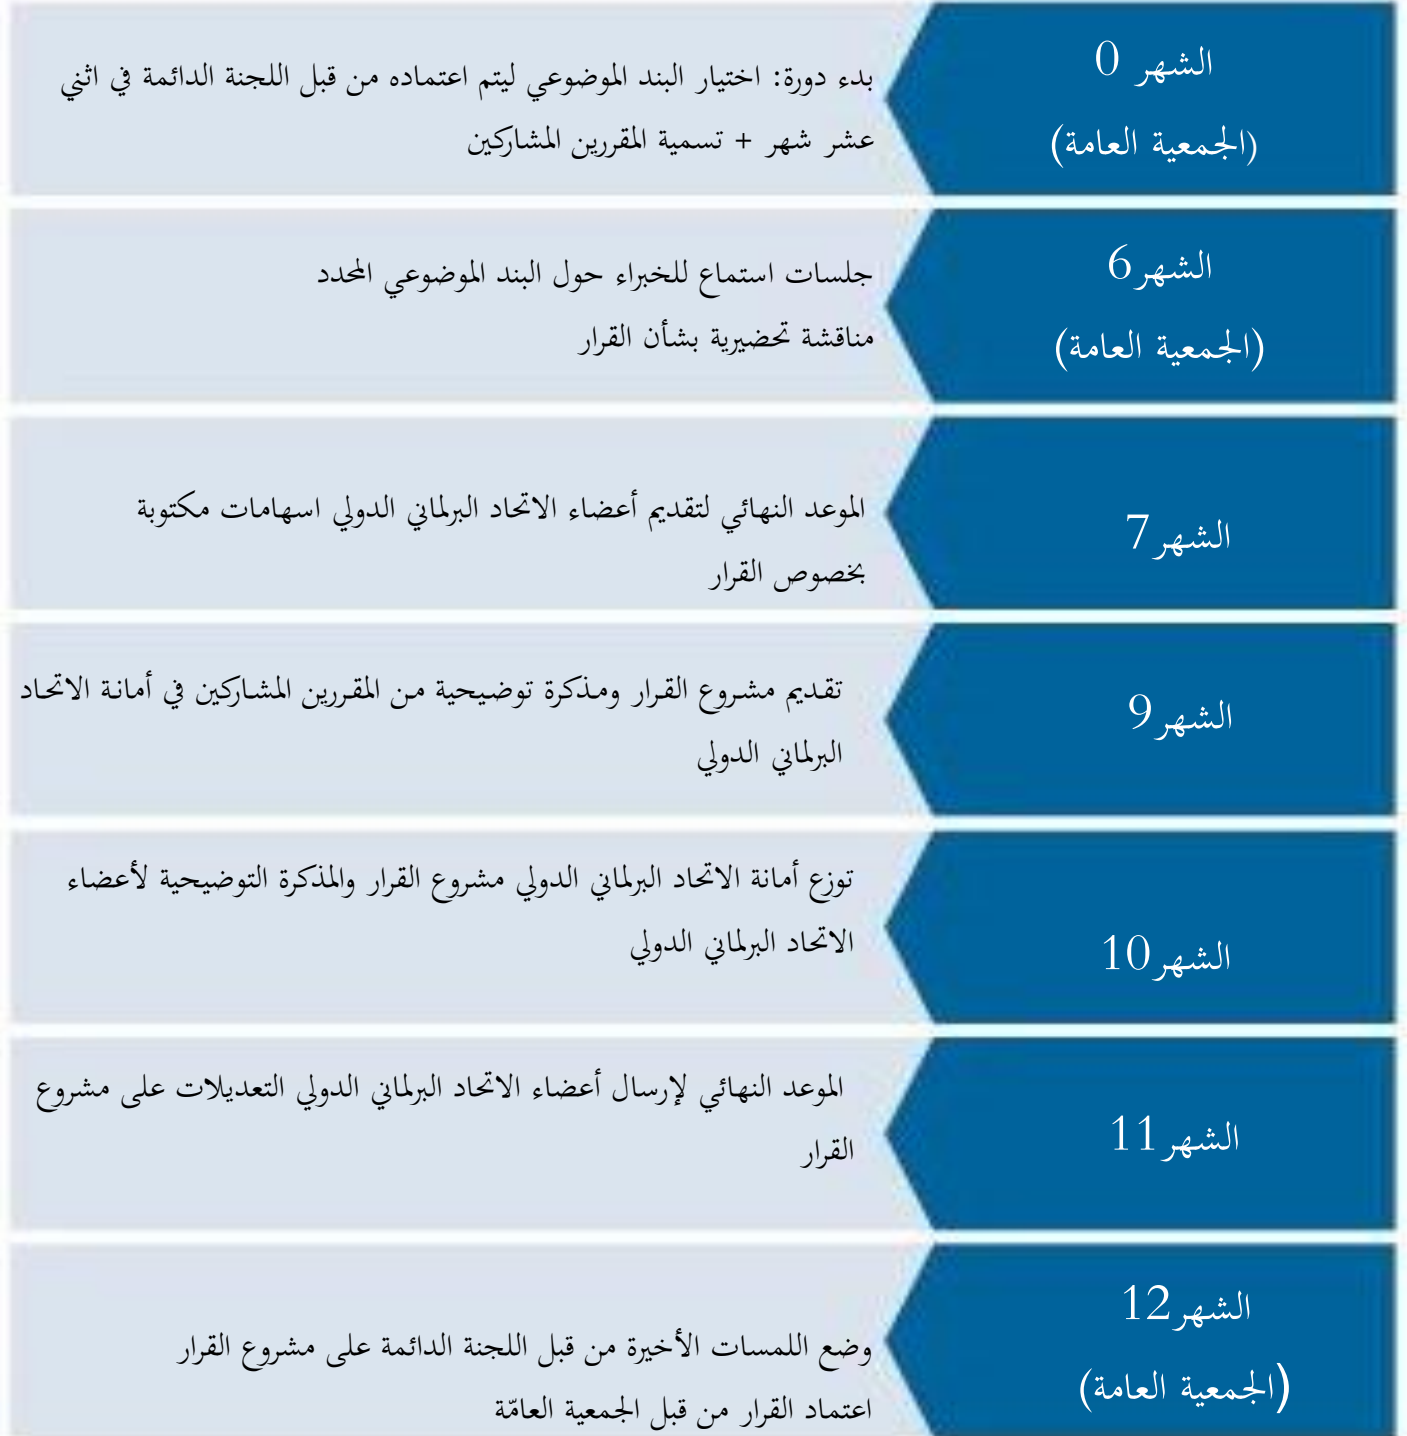 الشهر 0
(الجمعية العامة)
بدء دورة: اختيار البند الموضوعي ليتم اعتماده من قبل اللجنة الدائمة في اثني
عشر شهر + تسمية المقررين المشاركين
الشهر 6
(الجمعية العامة)
جلسات استماع للخبراء حول البند الموضوعي المحدد
مناقشة تحضيرية بشأن القرار
الشهر 7
الموعد النهائي لتقديم أعضاء الاتحاد البرلماني الدولي اسهامات مكتوبة
بخصوص القرار
الشهر 9
تقديم مشروع القرار ومذكرة توضيحية من المقررين المشاركين في أمانة الاتحاد
البرلماني الدولي
الشهر 10
توزع أمانة الاتحاد البرلماني الدولي مشروع القرار والمذكرة التوضيحية لأعضاء
الاتحاد البرلماني الدولي
الشهر 11
الموعد النهائي لإرسال أعضاء الاتحاد البرلماني الدولي التعديلات على مشروع
القرار
الشهر 12
(الجمعية العامة)
وضع اللمسات الأخيرة من قبل اللجنة الدائمة على مشروع القرار
اعتماد القرار من قبل الجمعية العامّة